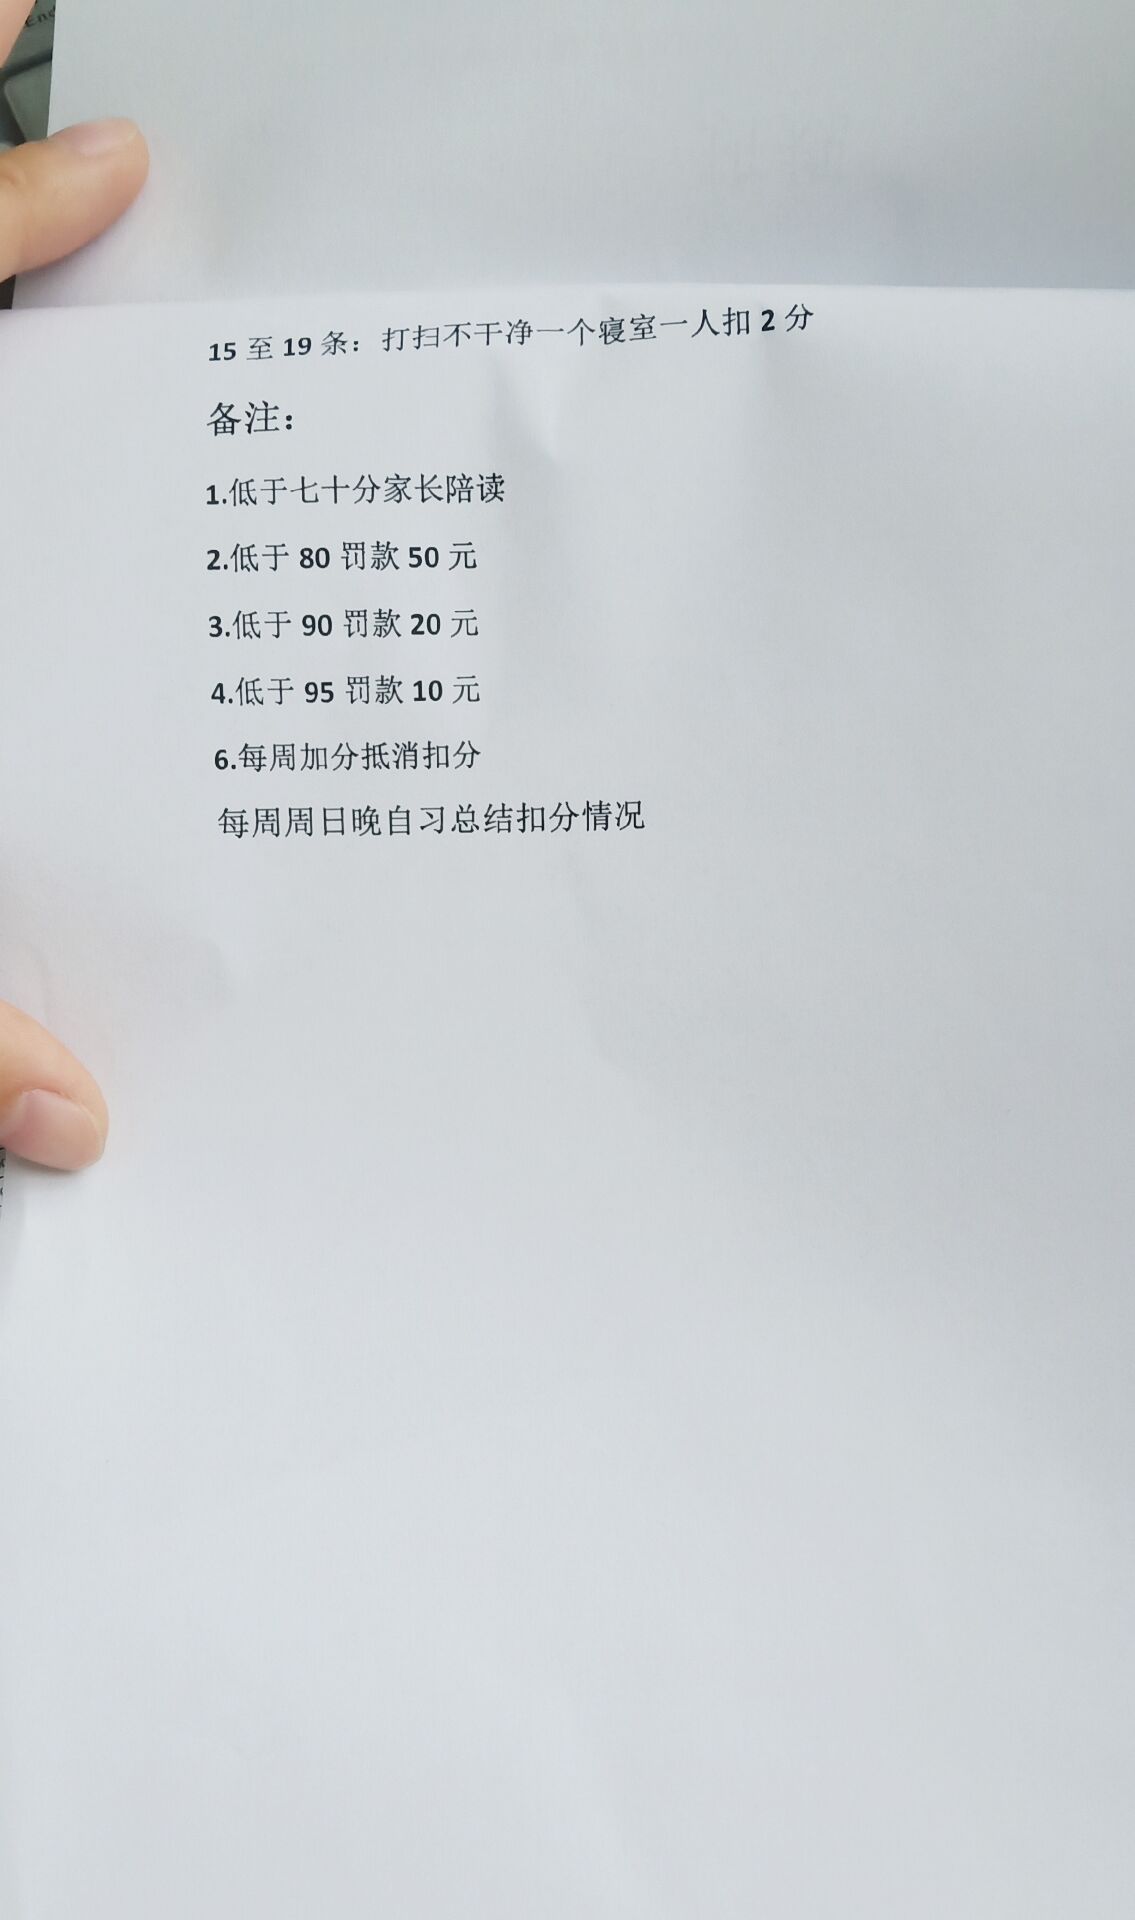 End
15 至 19 条：打扫不干净一个寝室一人扣 2 分
备注：
1.低于七十分家长陪读
2.低于 80 罚款 50 元
3.低于 90 罚款 20 元
4.低于 95 罚款 10 元
6.每周加分抵消扣分
每周周日晚自习总结扣分情况